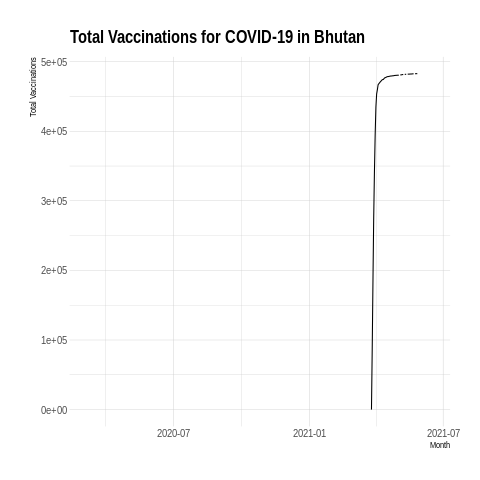 Total Vaccinations for COVID-19 in Bhutan
Total Vaccinations
5e+05
4e+05
3e+05
2e+05
1e+05
0e+00
2020-07
2021-01
2021-07
Month